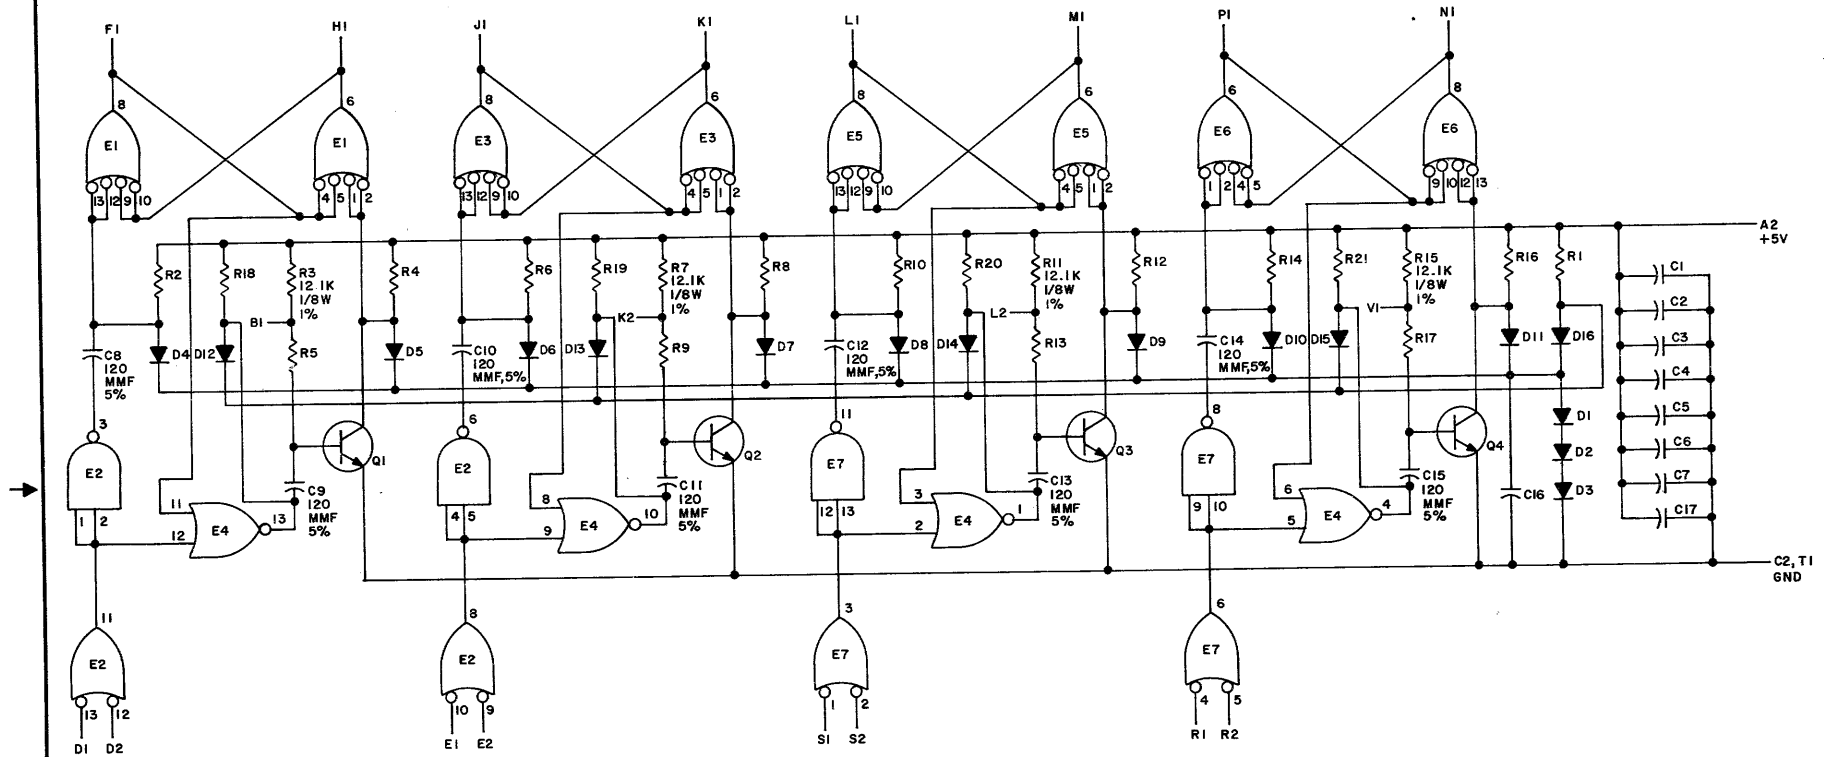 F1 H1 J1 K1 L1 M1 P1 N1
8 6 8 6 8 6 6 8
E1 E1 E3 E3 E5 E5 E6 E6
13 12 9 10 4 5 1 2 13 12 9 10 4 5 1 2 13 12 9 10 4 5 1 2 1 2 4 5 9 10 12 13
A2
+5V
R2 R18 R3 12.1K 1/8W 1% R4 R6 R19 R7 12.1K 1/8W 1% R8 R10 R20 R11 12.1K 1/8W 1% R12 R14 R21 R15 12.1K 1/8W 1% R16 R1
B1 K2 L2 V1
C8 120 MMF 5%
D4 D12 R5 D5
C10 120 MMF,5%
D6 D13 R9 D7
C12 120 MMF,5%
D8 D14 R13 D9
C14 120 MMF,5%
D10 D15 R17 D11 D16
C1
C2
C3
C4
C5
C6
C7
C17
D1
D2
D3
C16
3 6 11 8
E2 E2 E7 E7
Q1 Q2 Q3 Q4
1 2 4 5 12 13 9 10
11 12 E4 13
C9 120 MMF 5%
8 9 E4 10
C11 120 MMF 5%
3 2 E4 1
C13 120 MMF 5%
6 5 E4 4
C15 120 MMF 5%
C2, T1
GND
11 8 3 6
E2 E2 E7 E7
13 12 10 9 1 2 4 5
D1 D2 E1 E2 S1 S2 R1 R2